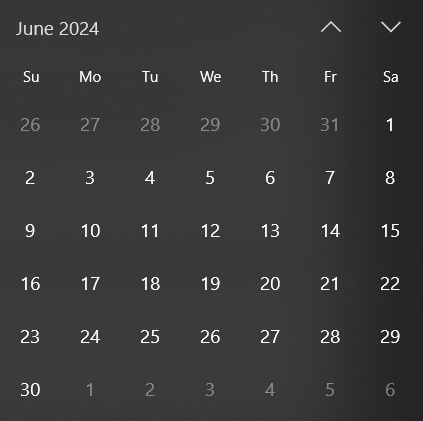 June 2024
Su Mo Tu We Th Fr Sa
26 27 28 29 30 31 1
2 3 4 5 6 7 8
9 10 11 12 13 14 15
16 17 18 19 20 21 22
23 24 25 26 27 28 29
30 1 2 3 4 5 6